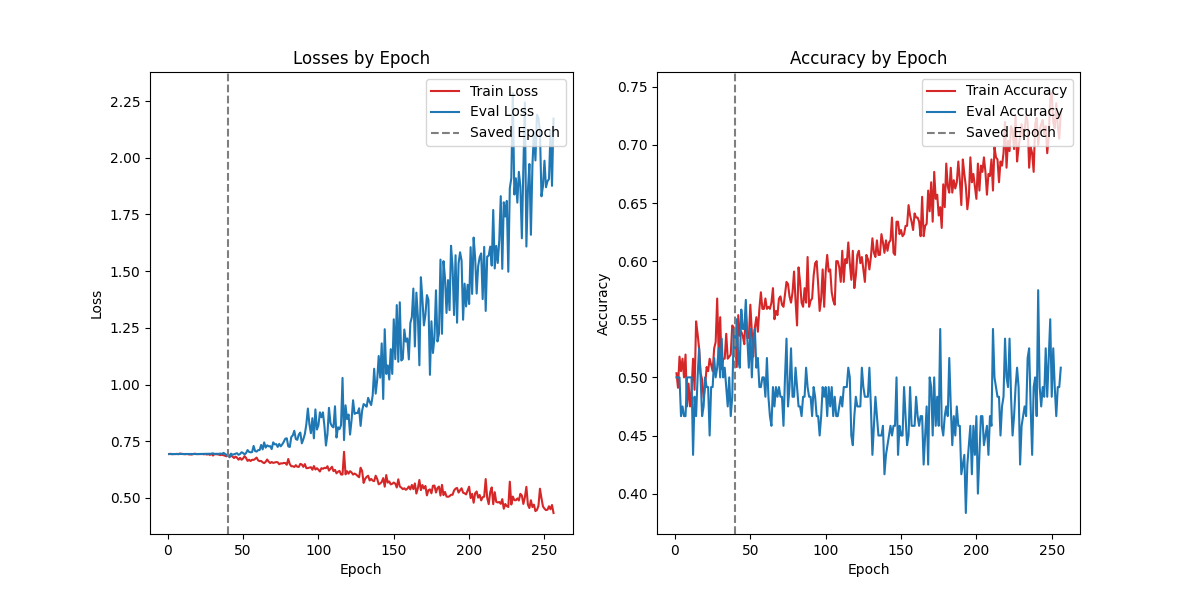 Losses by Epoch
Train Loss
Eval Loss
Saved Epoch
2.25
2.00
1.75
1.50
1.25
1.00
0.75
0.50
Loss
0
50
100
150
200
250
Epoch
Accuracy by Epoch
Train Accuracy
Eval Accuracy
Saved Epoch
0.75
0.70
0.65
0.60
0.55
0.50
0.45
0.40
Accuracy
0
50
100
150
200
250
Epoch